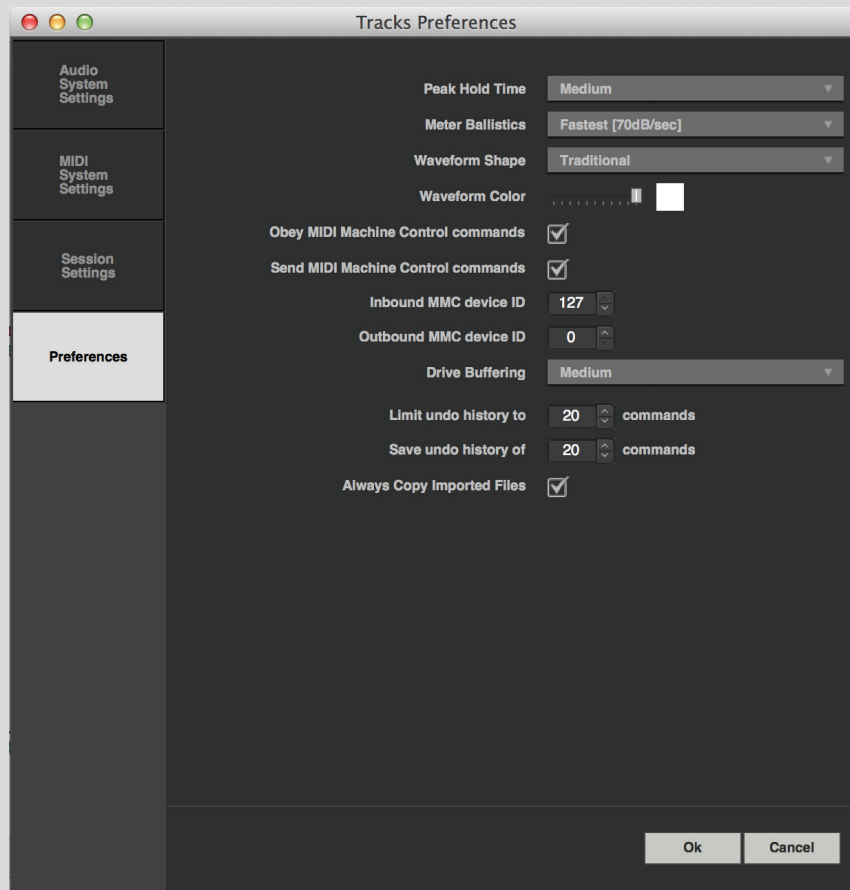 Tracks Preferences
Audio
System
Settings
MIDI
System
Settings
Session
Settings
Preferences
Peak Hold Time Medium
Meter Ballistics Fastest [70dB/sec]
Waveform Shape Traditional
Waveform Color
Obey MIDI Machine Control commands
Send MIDI Machine Control commands
Inbound MMC device ID 127
Outbound MMC device ID 0
Drive Buffering Medium
Limit undo history to 20 commands
Save undo history of 20 commands
Always Copy Imported Files
Ok Cancel